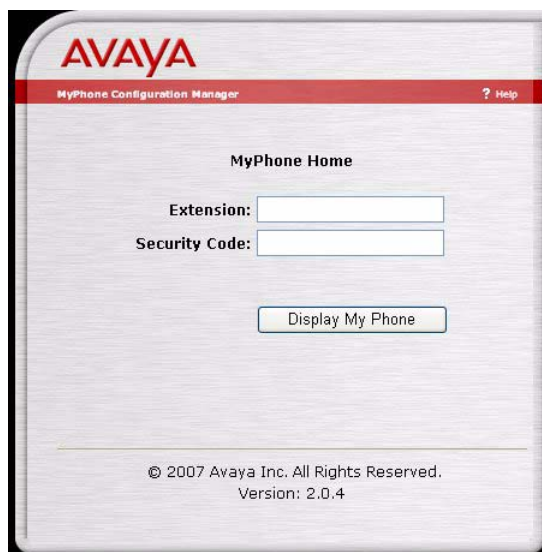 AVAYA
MyPhone Configuration Manager
? Help
MyPhone Home
Extension:
Security Code:
Display My Phone
© 2007 Avaya Inc. All Rights Reserved.
Version: 2.0.4